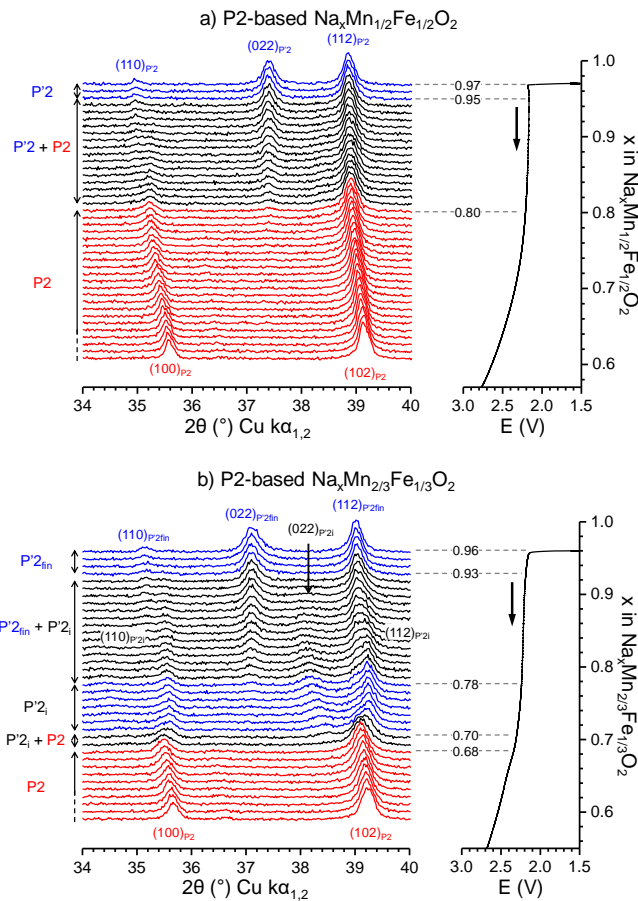 a) P2-based NaxMn1/2Fe1/2O2
(110)P'2
(022)P'2
(112)P'2
P'2
P'2 + P2
P2
(100)P2
(102)P2
34 35 36 37 38 39 40
2θ (°) Cu kα1,2
0.97
0.95
0.80
1.0
0.9
0.8
0.7
0.6
x in NaxMn1/2Fe1/2O2
3.0 2.5 2.0 1.5
E (V)
b) P2-based NaxMn2/3Fe1/3O2
(110)P'2fin
(022)P'2fin
(022)P'2i
(112)P'2fin
P'2fin
P'2fin + P'2i
(110)P'2i
(112)P'2i
P'2i
P'2i + P2
P2
(100)P2
(102)P2
34 35 36 37 38 39 40
2θ (°) Cu kα1,2
0.96
0.93
0.78
0.70
0.68
1.0
0.9
0.8
0.7
0.6
x in NaxMn2/3Fe1/3O2
3.0 2.5 2.0 1.5
E (V)